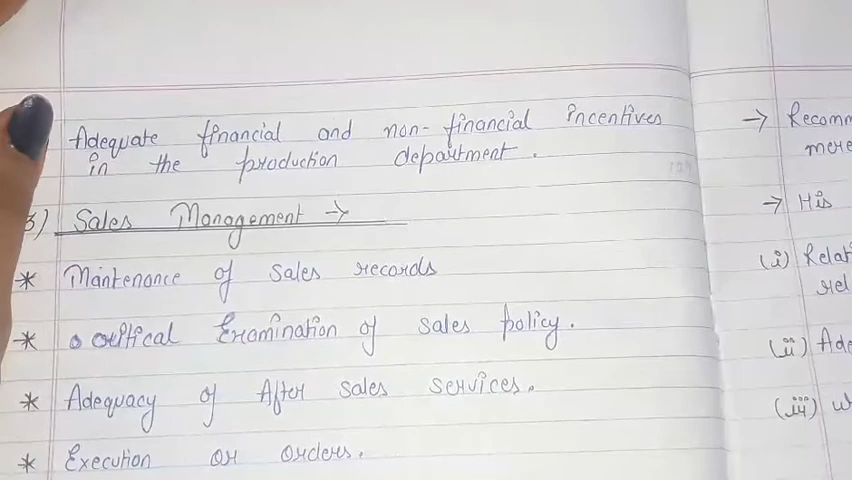 Adequate financial and non-financial incentives
in the production department.
3) Sales Management →
* Maintenance of sales records
* critical Examination of sales policy.
* Adequacy of After sales services.
* Execution or orders.
→ Recomm
mere
→ His
(i) Relat
rel
(ii) Ade
(iii) w